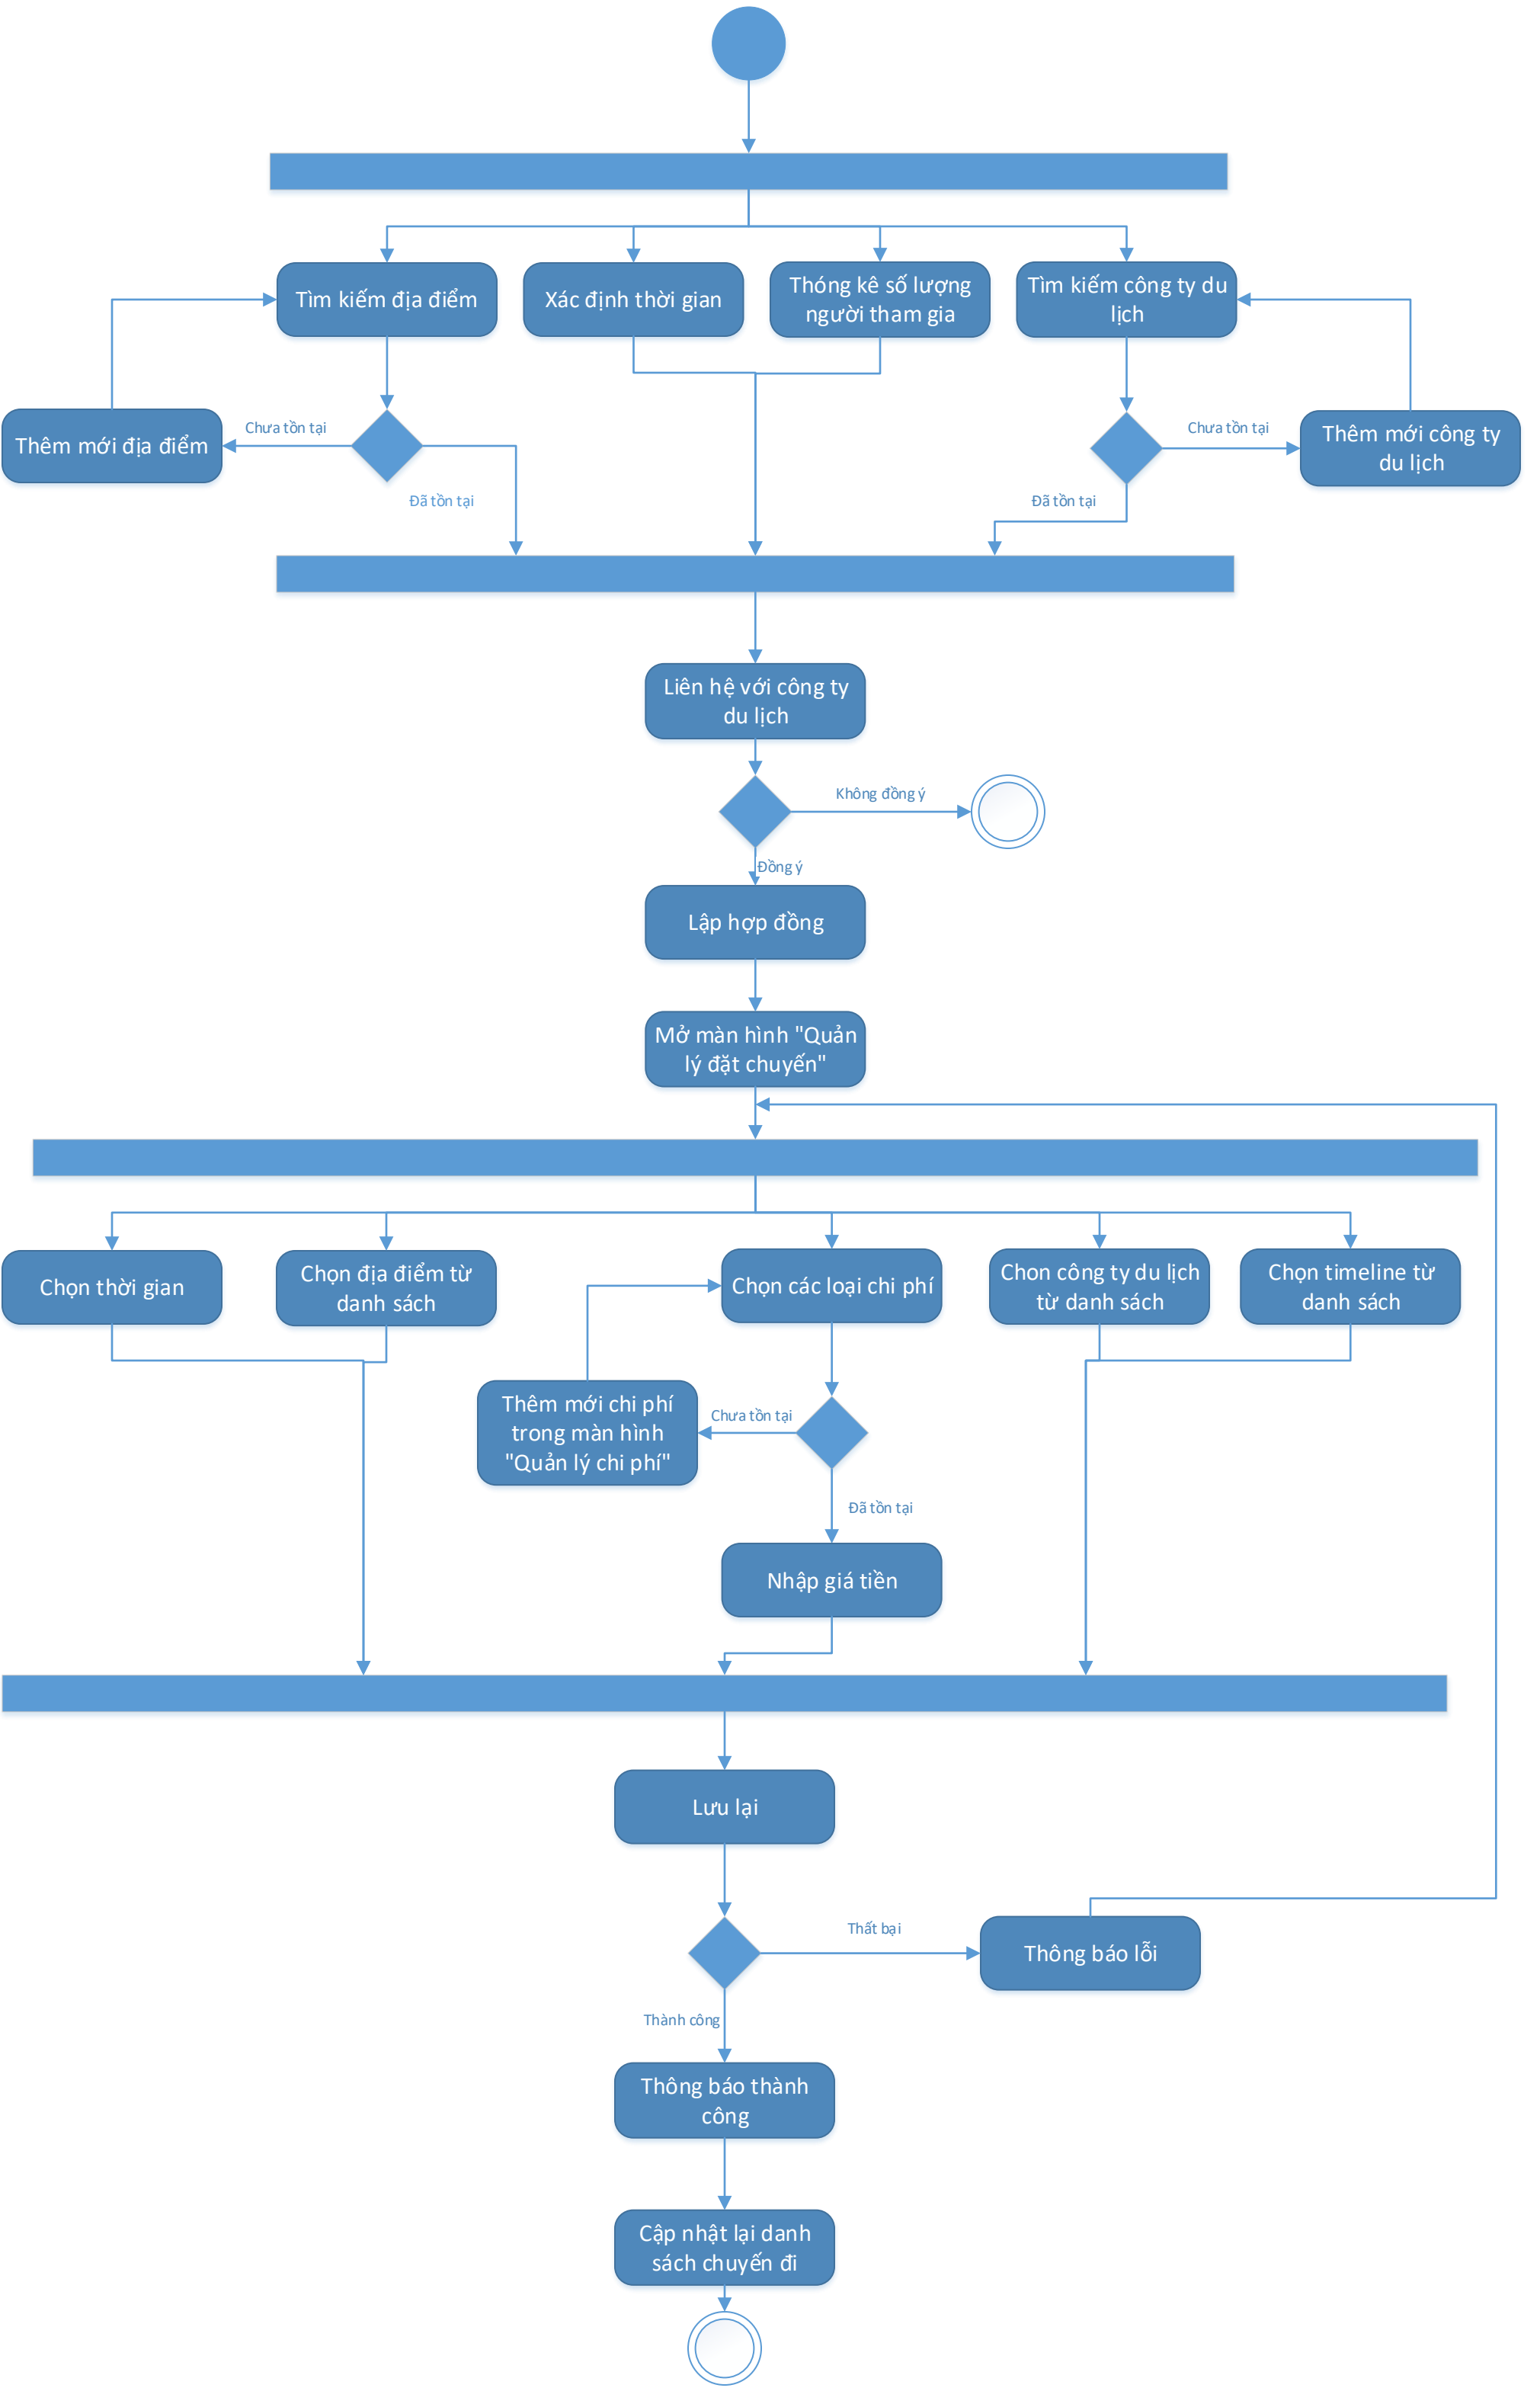 Tìm kiếm địa điểm
Xác định thời gian
Thóng kê số lượng
người tham gia
Tìm kiếm công ty du
lịch
Thêm mới địa điểm
Chưa tồn tại
Đã tồn tại
Chưa tồn tại
Đã tồn tại
Thêm mới công ty
du lịch
Liên hệ với công ty
du lịch
Không đồng ý
Đồng ý
Lập hợp đồng
Mở màn hình "Quản
lý đặt chuyến"
Chọn thời gian
Chọn địa điểm từ
danh sách
Chọn các loại chi phí
Chon công ty du lịch
từ danh sách
Chọn timeline từ
danh sách
Thêm mới chi phí
trong màn hình
"Quản lý chi phí"
Chưa tồn tại
Đã tồn tại
Nhập giá tiền
Lưu lại
Thất bại
Thông báo lỗi
Thành công
Thông báo thành
công
Cập nhật lại danh
sách chuyến đi